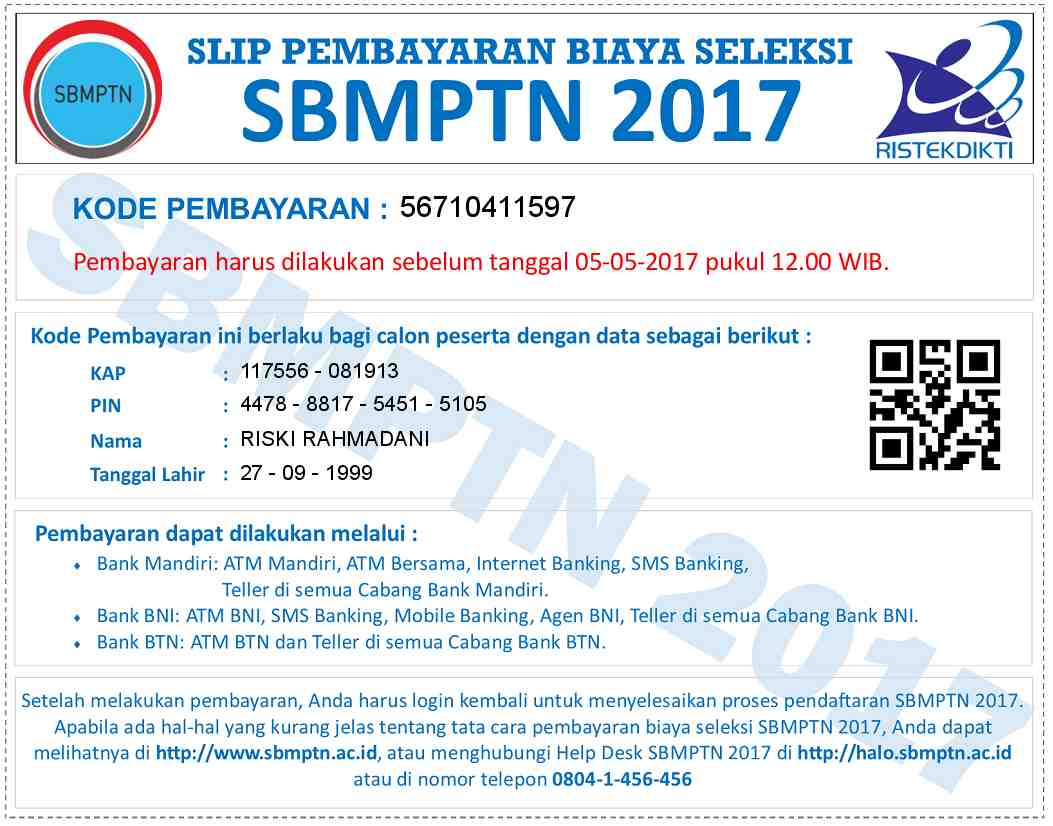 SBMPTN
SLIP PEMBAYARAN BIAYA SELEKSI
SBMPTN 2017
RISTEKDIKTI
KODE PEMBAYARAN : 56710411597
Pembayaran harus dilakukan sebelum tanggal 05-05-2017 pukul 12.00 WIB.
Kode Pembayaran ini berlaku bagi calon peserta dengan data sebagai berikut :
KAP : 117556 - 081913
PIN : 4478 - 8817 - 5451 - 5105
Nama : RISKI RAHMADANI
Tanggal Lahir : 27 - 09 - 1999
Pembayaran dapat dilakukan melalui :
♦ Bank Mandiri: ATM Mandiri, ATM Bersama, Internet Banking, SMS Banking,
Teller di semua Cabang Bank Mandiri.
♦ Bank BNI: ATM BNI, SMS Banking, Mobile Banking, Agen BNI, Teller di semua Cabang Bank BNI.
♦ Bank BTN: ATM BTN dan Teller di semua Cabang Bank BTN.
Setelah melakukan pembayaran, Anda harus login kembali untuk menyelesaikan proses pendaftaran SBMPTN 2017.
Apabila ada hal-hal yang kurang jelas tentang tata cara pembayaran biaya seleksi SBMPTN 2017, Anda dapat
melihatnya di http://www.sbmptn.ac.id, atau menghubungi Help Desk SBMPTN 2017 di http://halo.sbmptn.ac.id
atau di nomor telepon 0804-1-456-456
SBMPTN 2017